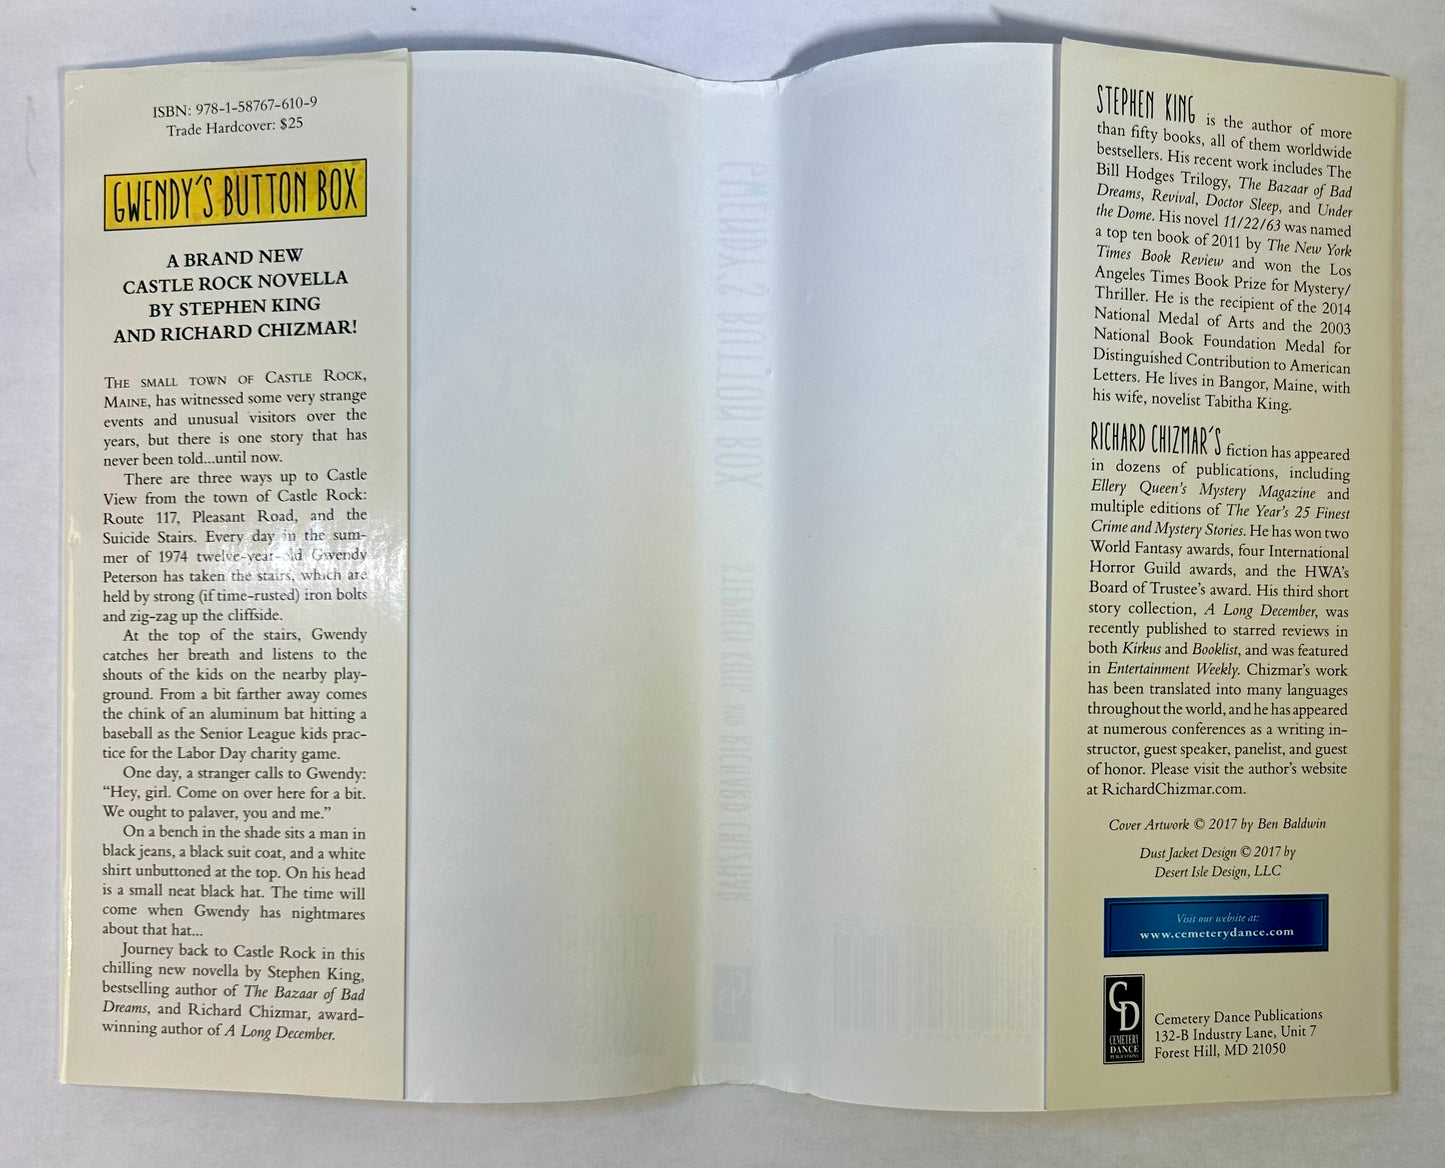 ISBN: 978-1-58767-610-9
Trade Hardcover: $25
GWENDY'S BUTTON BOX
A BRAND NEW
CASTLE ROCK NOVELLA
BY STEPHEN KING
AND RICHARD CHIZMAR!
THE SMALL TOWN OF CASTLE ROCK,
MAINE, has witnessed some very strange
events and unusual visitors over the
years, but there is one story that has
never been told...until now.
There are three ways up to Castle
View from the town of Castle Rock:
Route 117, Pleasant Road, and the
Suicide Stairs. Every day in the sum-
mer of 1974 twelve-year-old Gwendy
Peterson has taken the stairs, which are
held by strong (if time-rusted) iron bolts
and zig-zag up the cliffside.
At the top of the stairs, Gwendy
catches her breath and listens to the
shouts of the kids on the nearby play-
ground. From a bit farther away comes
the chink of an aluminum bat hitting a
baseball as the Senior League kids prac-
tice for the Labor Day charity game.
One day, a stranger calls to Gwendy:
“Hey, girl. Come on over here for a bit.
We ought to palaver, you and me.”
On a bench in the shade sits a man in
black jeans, a black suit coat, and a white
shirt unbuttoned at the top. On his head
is a small neat black hat. The time will
come when Gwendy has nightmares
about that hat...
Journey back to Castle Rock in this
chilling new novella by Stephen King,
bestselling author of The Bazaar of Bad
Dreams, and Richard Chizmar, award-
winning author of A Long December.
GWENDY'S BUTTON BOX
STEPHEN KING AND RICHARD CHIZMAR
STEPHEN KING is the author of more
than fifty books, all of them worldwide
bestsellers. His recent work includes The
Bill Hodges Trilogy, The Bazaar of Bad
Dreams, Revival, Doctor Sleep, and Under
the Dome. His novel 11/22/63 was named
a top ten book of 2011 by The New York
Times Book Review and won the Los
Angeles Times Book Prize for Mystery/
Thriller. He is the recipient of the 2014
National Medal of Arts and the 2003
National Book Foundation Medal for
Distinguished Contribution to American
Letters. He lives in Bangor, Maine, with
his wife, novelist Tabitha King.
RICHARD CHIZMAR'S fiction has appeared
in dozens of publications, including
Ellery Queen's Mystery Magazine and
multiple editions of The Year's 25 Finest
Crime and Mystery Stories. He has won two
World Fantasy awards, four International
Horror Guild awards, and the HWA's
Board of Trustee's award. His third short
story collection, A Long December, was
recently published to starred reviews in
both Kirkus and Booklist, and was featured
in Entertainment Weekly. Chizmar's work
has been translated into many languages
throughout the world, and he has appeared
at numerous conferences as a writing in-
structor, guest speaker, panelist, and guest
of honor. Please visit the author's website
at RichardChizmar.com.
Cover Artwork © 2017 by Ben Baldwin
Dust Jacket Design © 2017 by
Desert Isle Design, LLC
Visit our website at:
www.cemeterydance.com
CD
CEMETERY
DANCE
PUBLICATIONS
Cemetery Dance Publications
132-B Industry Lane, Unit 7
Forest Hill, MD 21050